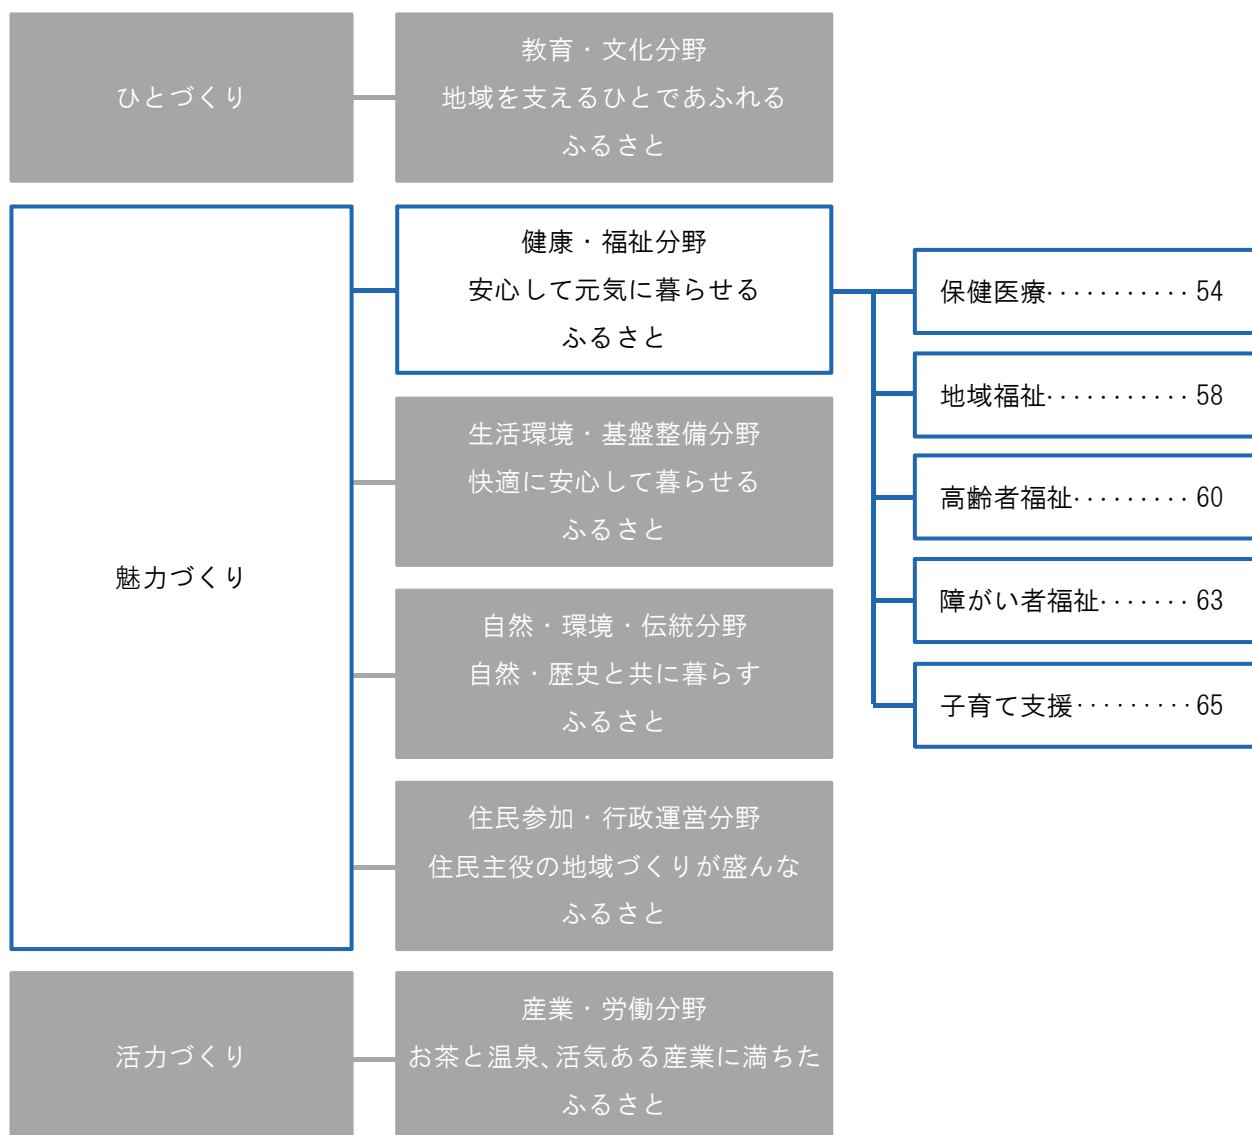 ひとづくり
教育・文化分野
地域を支えるひとであふれる
ふるさと
魅力づくり
健康・福祉分野
安心して元気に暮らせる
ふるさと
保健医療・・・・・・・・・・・54
地域福祉・・・・・・・・・・・58
高齢者福祉・・・・・・・・・60
障がい者福祉・・・・・・・63
子育て支援・・・・・・・・・65
生活環境・基盤整備分野
快適に安心して暮らせる
ふるさと
自然・環境・伝統分野
自然・歴史と共に暮らす
ふるさと
住民参加・行政運営分野
住民主役の地域づくりが盛んな
ふるさと
活力づくり
産業・労働分野
お茶と温泉、活気ある産業に満ちた
ふるさと